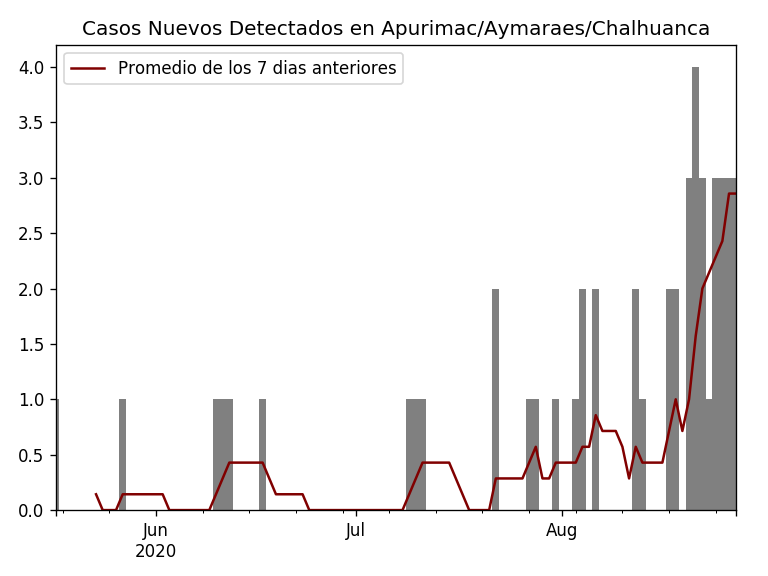 Casos Nuevos Detectados en Apurimac/Aymaraes/Chalhuanca
Promedio de los 7 dias anteriores
4.0
3.5
3.0
2.5
2.0
1.5
1.0
0.5
0.0
Jun
2020
Jul
Aug